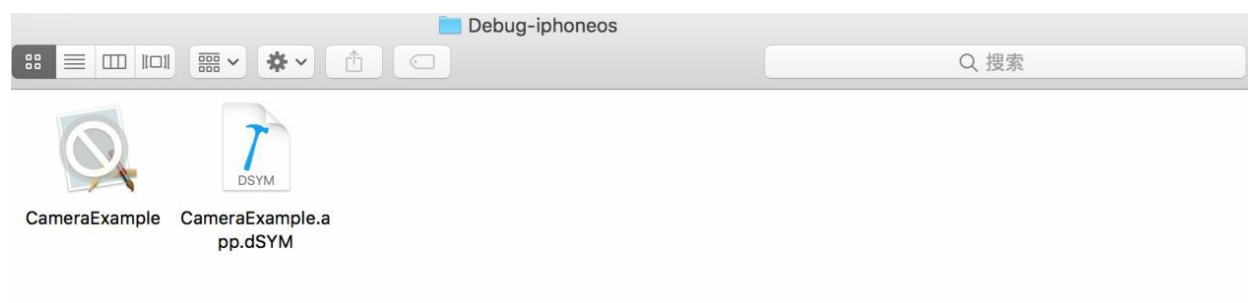 Debug-iphoneos
搜索
DSYM
CameraExample
CameraExample.a
pp.dSYM